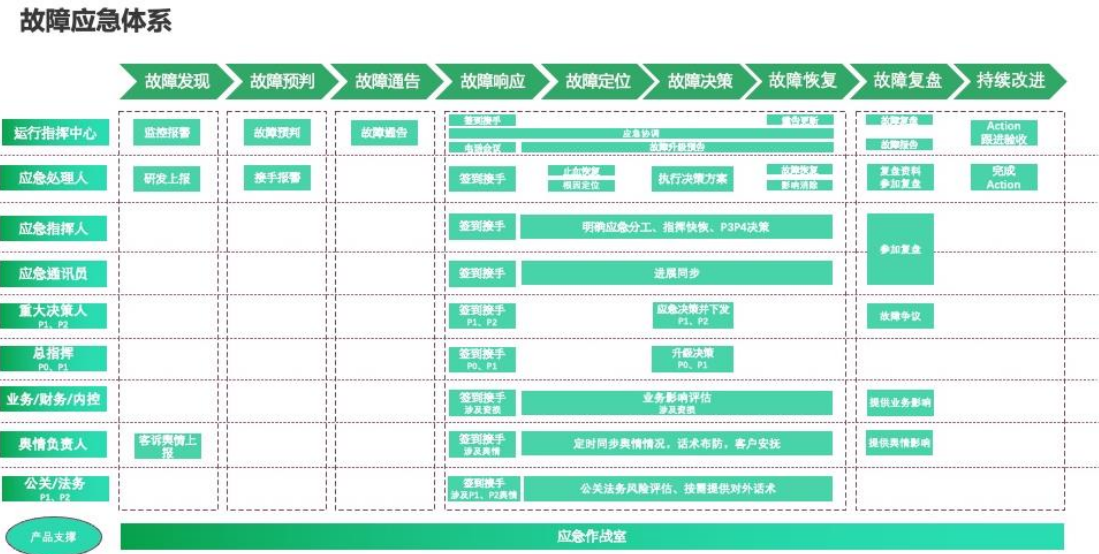 故障应急体系
故障发现
故障预判
故障通告
故障响应
故障定位
故障决策
故障恢复
故障复盘
持续改进
运行指挥中心
监控报警
故障预判
故障通告
签到接手
通告更新
应急协调
电话会议
故障升级预告
故障复盘
故障报告
Action
跟进验收
应急处理人
研发上报
接手报警
签到接手
止血恢复
根因定位
执行决策方案
故障恢复
影响消除
复盘资料
参加复盘
完成
Action
应急指挥人
签到接手
明确应急分工、指挥快恢、P3P4决策
参加复盘
应急通讯员
签到接手
进展同步
重大决策人
P1、P2
签到接手
P1、P2
应急决策并下发
P1、P2
故障争议
总指挥
P0、P1
签到接手
P0、P1
升级决策
P0、P1
业务/财务/内控
签到接手
涉及资损
业务影响评估
涉及资损
提供业务影响
舆情负责人
客诉舆情上
报
签到接手
涉及舆情
定时同步舆情情况，话术布防，客户安抚
提供舆情影响
公关/法务
P1、P2
签到接手
涉及P1、P2舆情
公关法务风险评估、按需提供对外话术
产品支撑
应急作战室